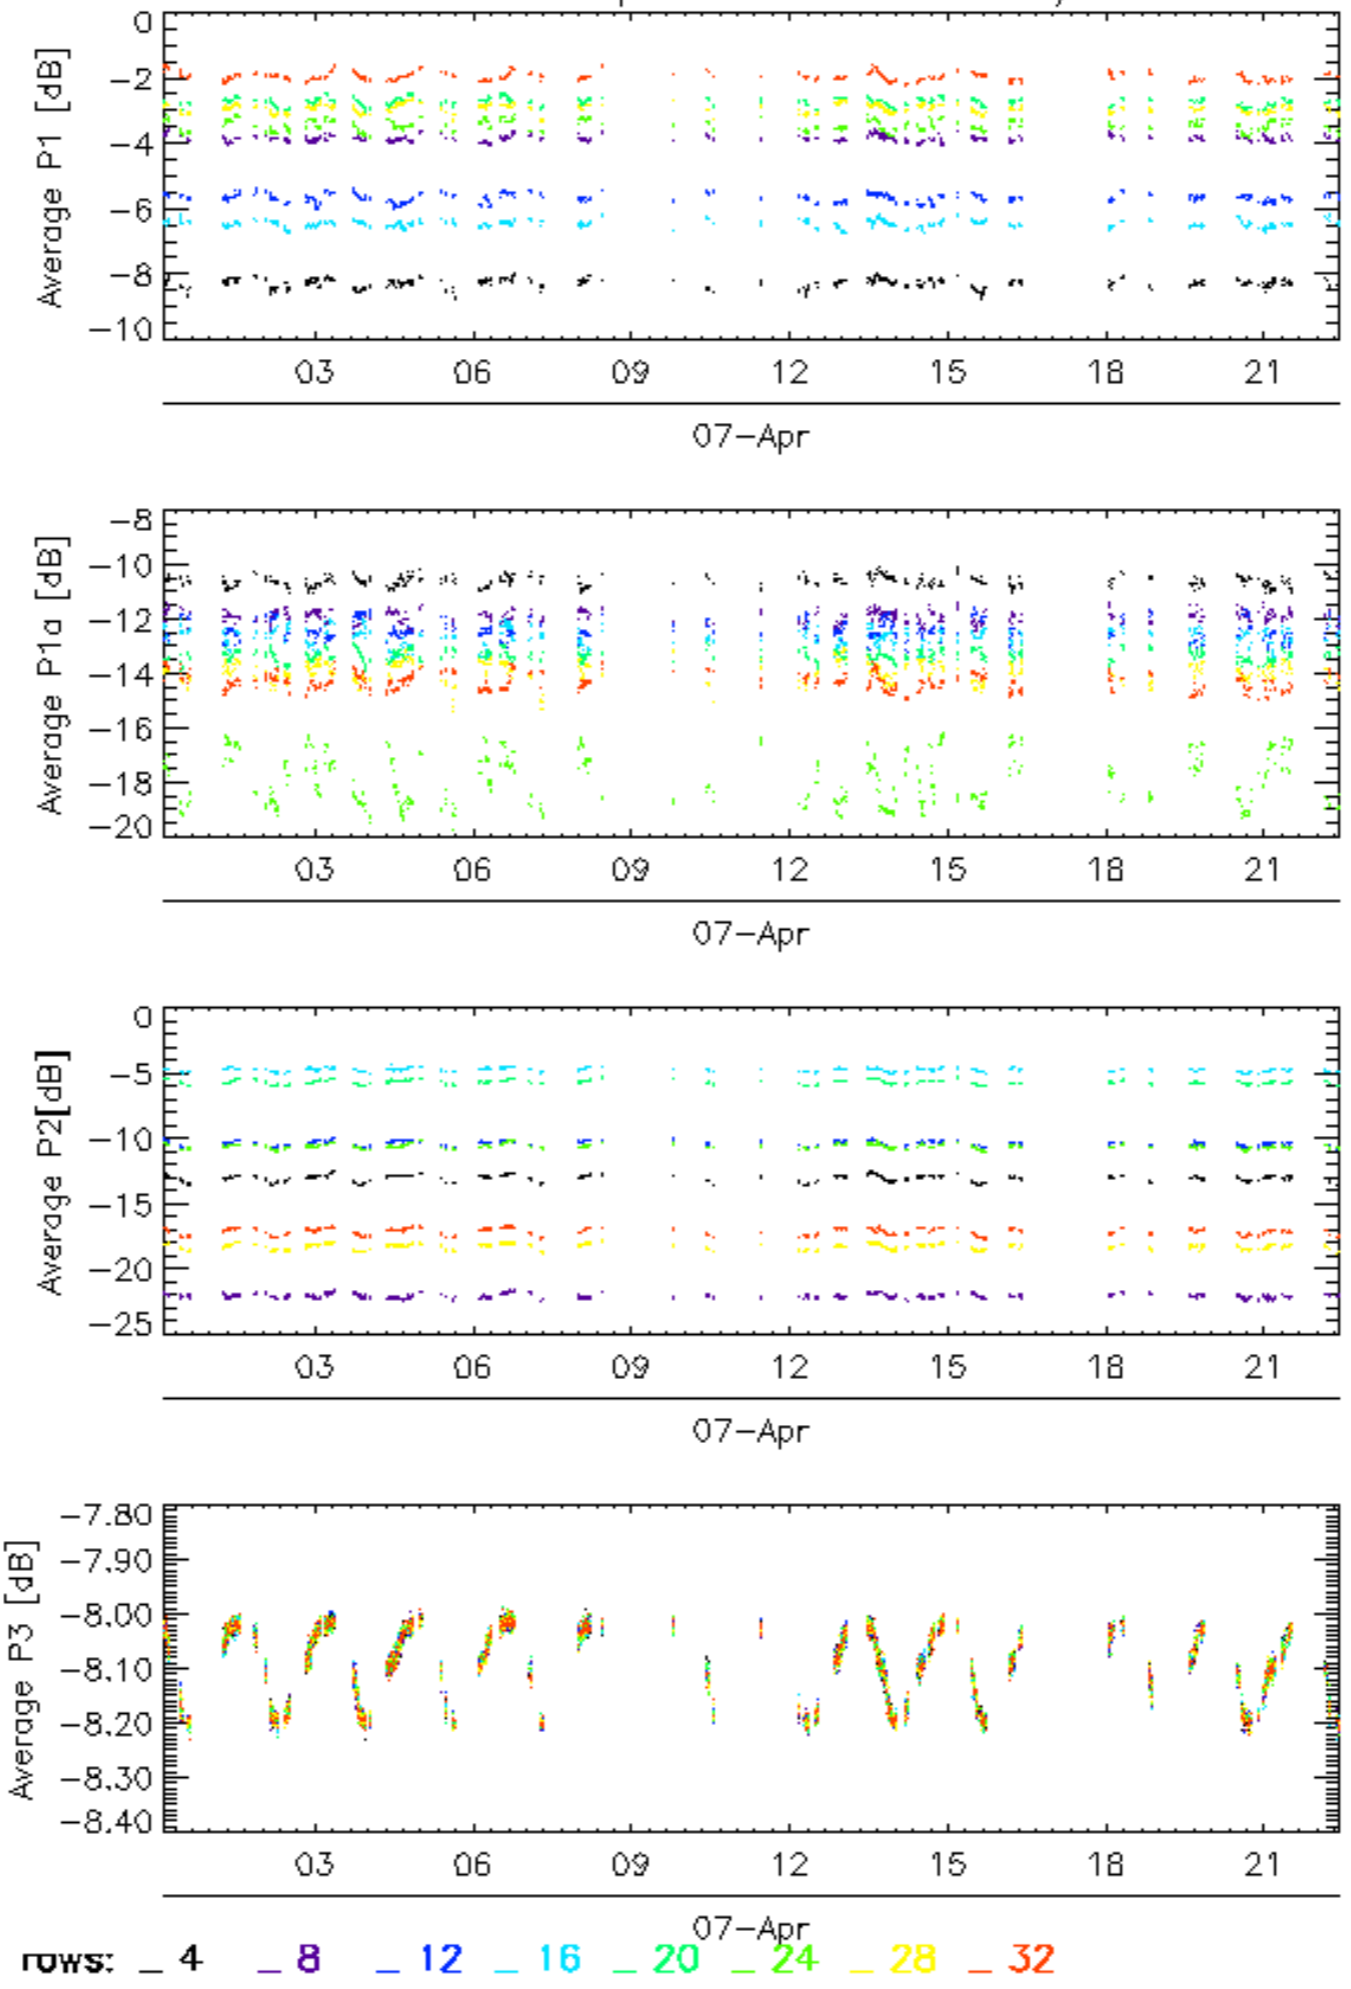 0
-2
-4
-6
-8
-10
Average P1 [dB]
03 06 09 12 15 18 21
07-Apr
-8
-10
-12
-14
-16
-18
-20
Average P1a [dB]
03 06 09 12 15 18 21
07-Apr
0
-5
-10
-15
-20
-25
Average P2[dB]
03 06 09 12 15 18 21
07-Apr
-7.80
-7.90
-8.00
-8.10
-8.20
-8.30
-8.40
Average P3 [dB]
03 06 09 12 15 18 21
07-Apr
rows: _ 4 _ 8 _ 12 _ 16 _ 20 _ 24 _ 28 _ 32